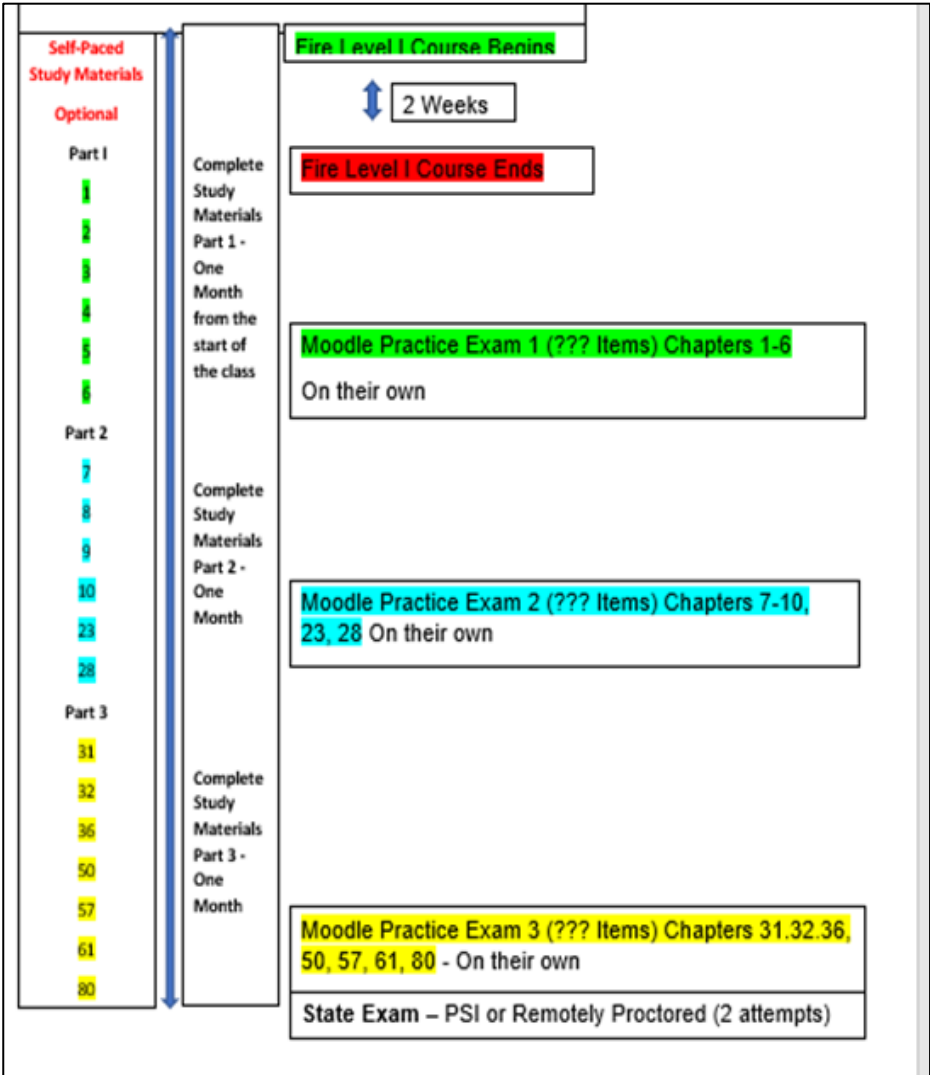 Self-Paced
Study Materials
Optional
Part I
1
2
3
4
5
6
Part 2
7
8
9
10
23
28
Part 3
31
32
36
50
57
61
80
Complete
Study
Materials
Part 1 -
One
Month
from the
start of
the class
Complete
Study
Materials
Part 2 -
One
Month
Complete
Study
Materials
Part 3 -
One
Month
Fire Level I Course Begins
2 Weeks
Fire Level I Course Ends
Moodle Practice Exam 1 (??? Items) Chapters 1-6
On their own
Moodle Practice Exam 2 (??? Items) Chapters 7-10,
23, 28 On their own
Moodle Practice Exam 3 (??? Items) Chapters 31.32.36,
50, 57, 61, 80 - On their own
State Exam – PSI or Remotely Proctored (2 attempts)